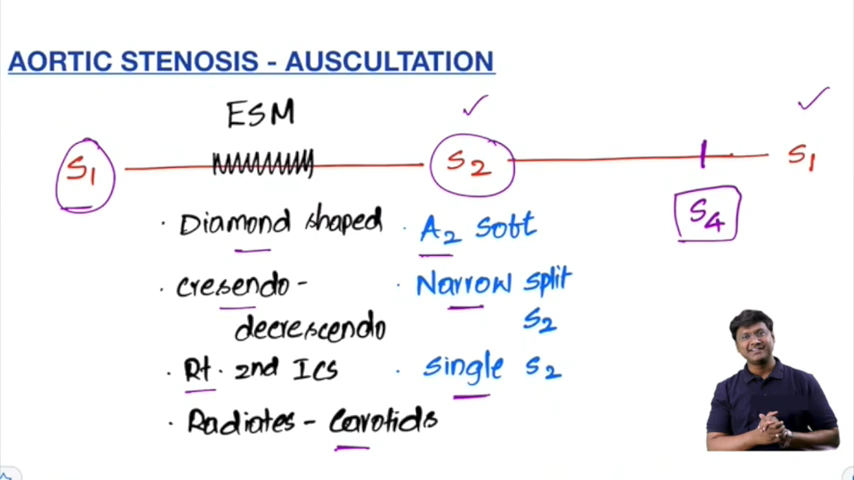 AORTIC STENOSIS - AUSCULTATION
ESM
S1 S2 S1
S4
· Diamond shaped
· Cresendo -
decrescendo
· Rt. 2nd ICS
· Radiates - Carotids
· A2 Soft
· Narrow split
S2
· Single S2